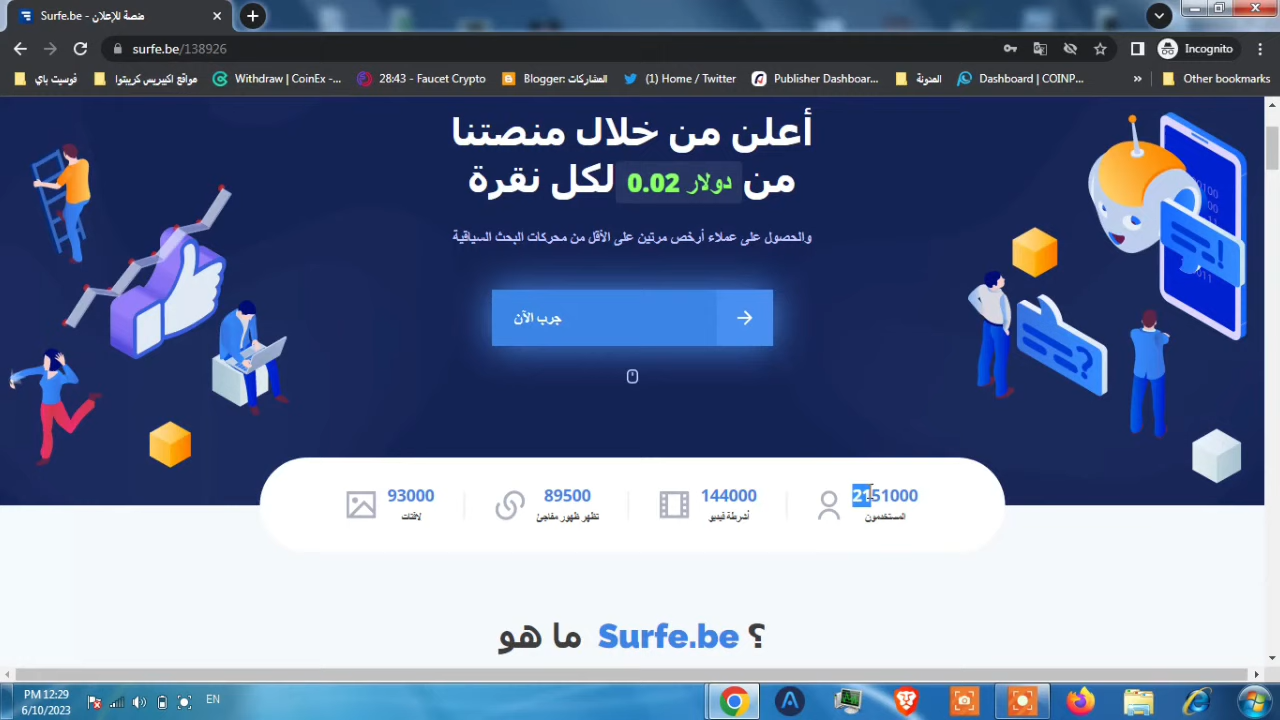 Surfe.be - منصة للإعلان
surfe.be/138926
Incognito
فوسيت باي
مواقع اكبيريس كريبتوا
Withdraw | CoinEx -...
28:43 - Faucet Crypto
Blogger: المشاركات
(1) Home / Twitter
Publisher Dashboar...
المدونة
Dashboard | COINP...
»
Other bookmarks
أعلن من خلال منصتنا
من 0.02 دولار لكل نقرة
والحصول على عملاء أرخص مرتين على الأقل من محركات البحث السياقية
جرب الآن
93000
لافتات
89500
تظهر ظهور مفاجئ
144000
أشرطة فيديو
2151000
المستخدمون
ما هو Surfe.be ؟
PM 12:29
6/10/2023
EN